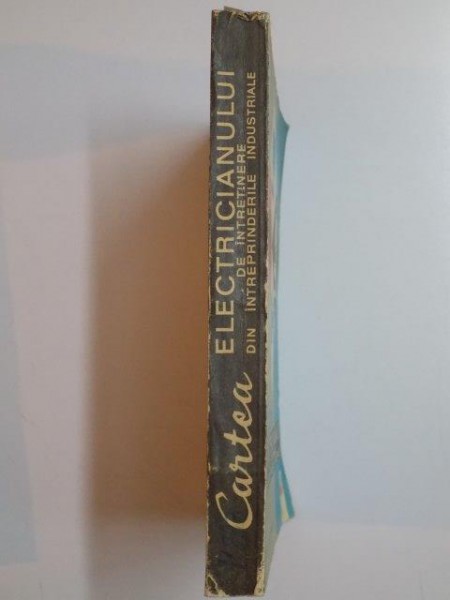 Cartea
ELECTRICIANULUI
DE ÎNTREȚINERE
DIN ÎNTREPRINDERILE INDUSTRIALE